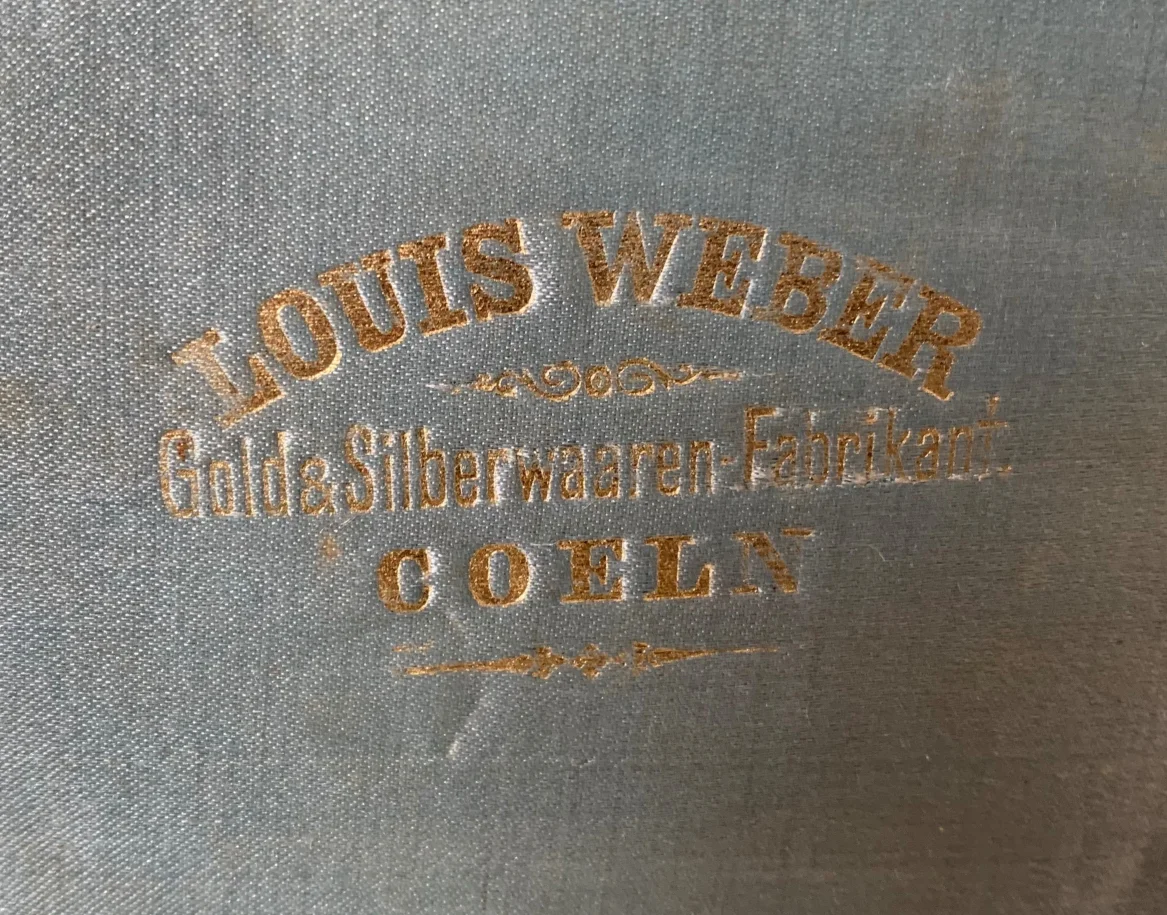 LOUIS WEBER
Gold & Silberwaaren-Fabrikant.
COELN